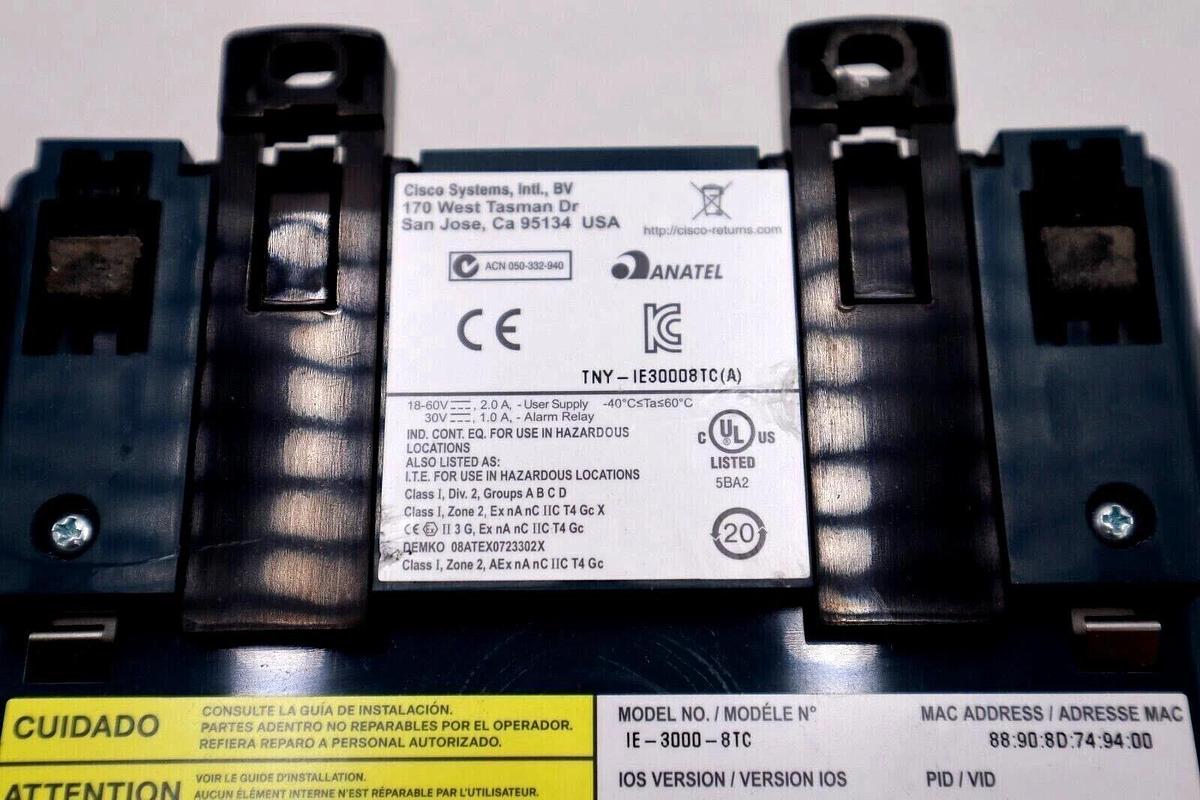 Cisco Systems, Intl., BV
170 West Tasman Dr
San Jose, Ca 95134 USA
http://cisco-returns.com
ACN 050-332-940
ANATEL
CE
KC
TNY-IE30008TC(A)
18-60V⎓, 2.0 A, - User Supply -40°C≤Ta≤60°C
30V⎓, 1.0 A, - Alarm Relay
IND. CONT. EQ. FOR USE IN HAZARDOUS
LOCATIONS
ALSO LISTED AS:
I.T.E. FOR USE IN HAZARDOUS LOCATIONS
Class I, Div. 2, Groups A B C D
Class I, Zone 2, Ex nA nC IIC T4 Gc X
CE Ex II 3 G, Ex nA nC IIC T4 Gc
DEMKO 08ATEX0723302X
Class I, Zone 2, AEx nA nC IIC T4 Gc
C UL US
®
LISTED
5BA2
20
CUIDADO
CONSULTE LA GUÍA DE INSTALACIÓN.
PARTES ADENTRO NO REPARABLES POR EL OPERADOR.
REFIERA REPARO A PERSONAL AUTORIZADO.
ATTENTION
VOIR LE GUIDE D'INSTALLATION.
AUCUN ÉLÉMENT INTERNE N'EST RÉPARABLE PAR L'UTILISATEUR.
MODEL NO. / MODÉLE N°
IE-3000-8TC
MAC ADDRESS / ADRESSE MAC
88:90:8D:74:94:00
IOS VERSION / VERSION IOS
PID / VID